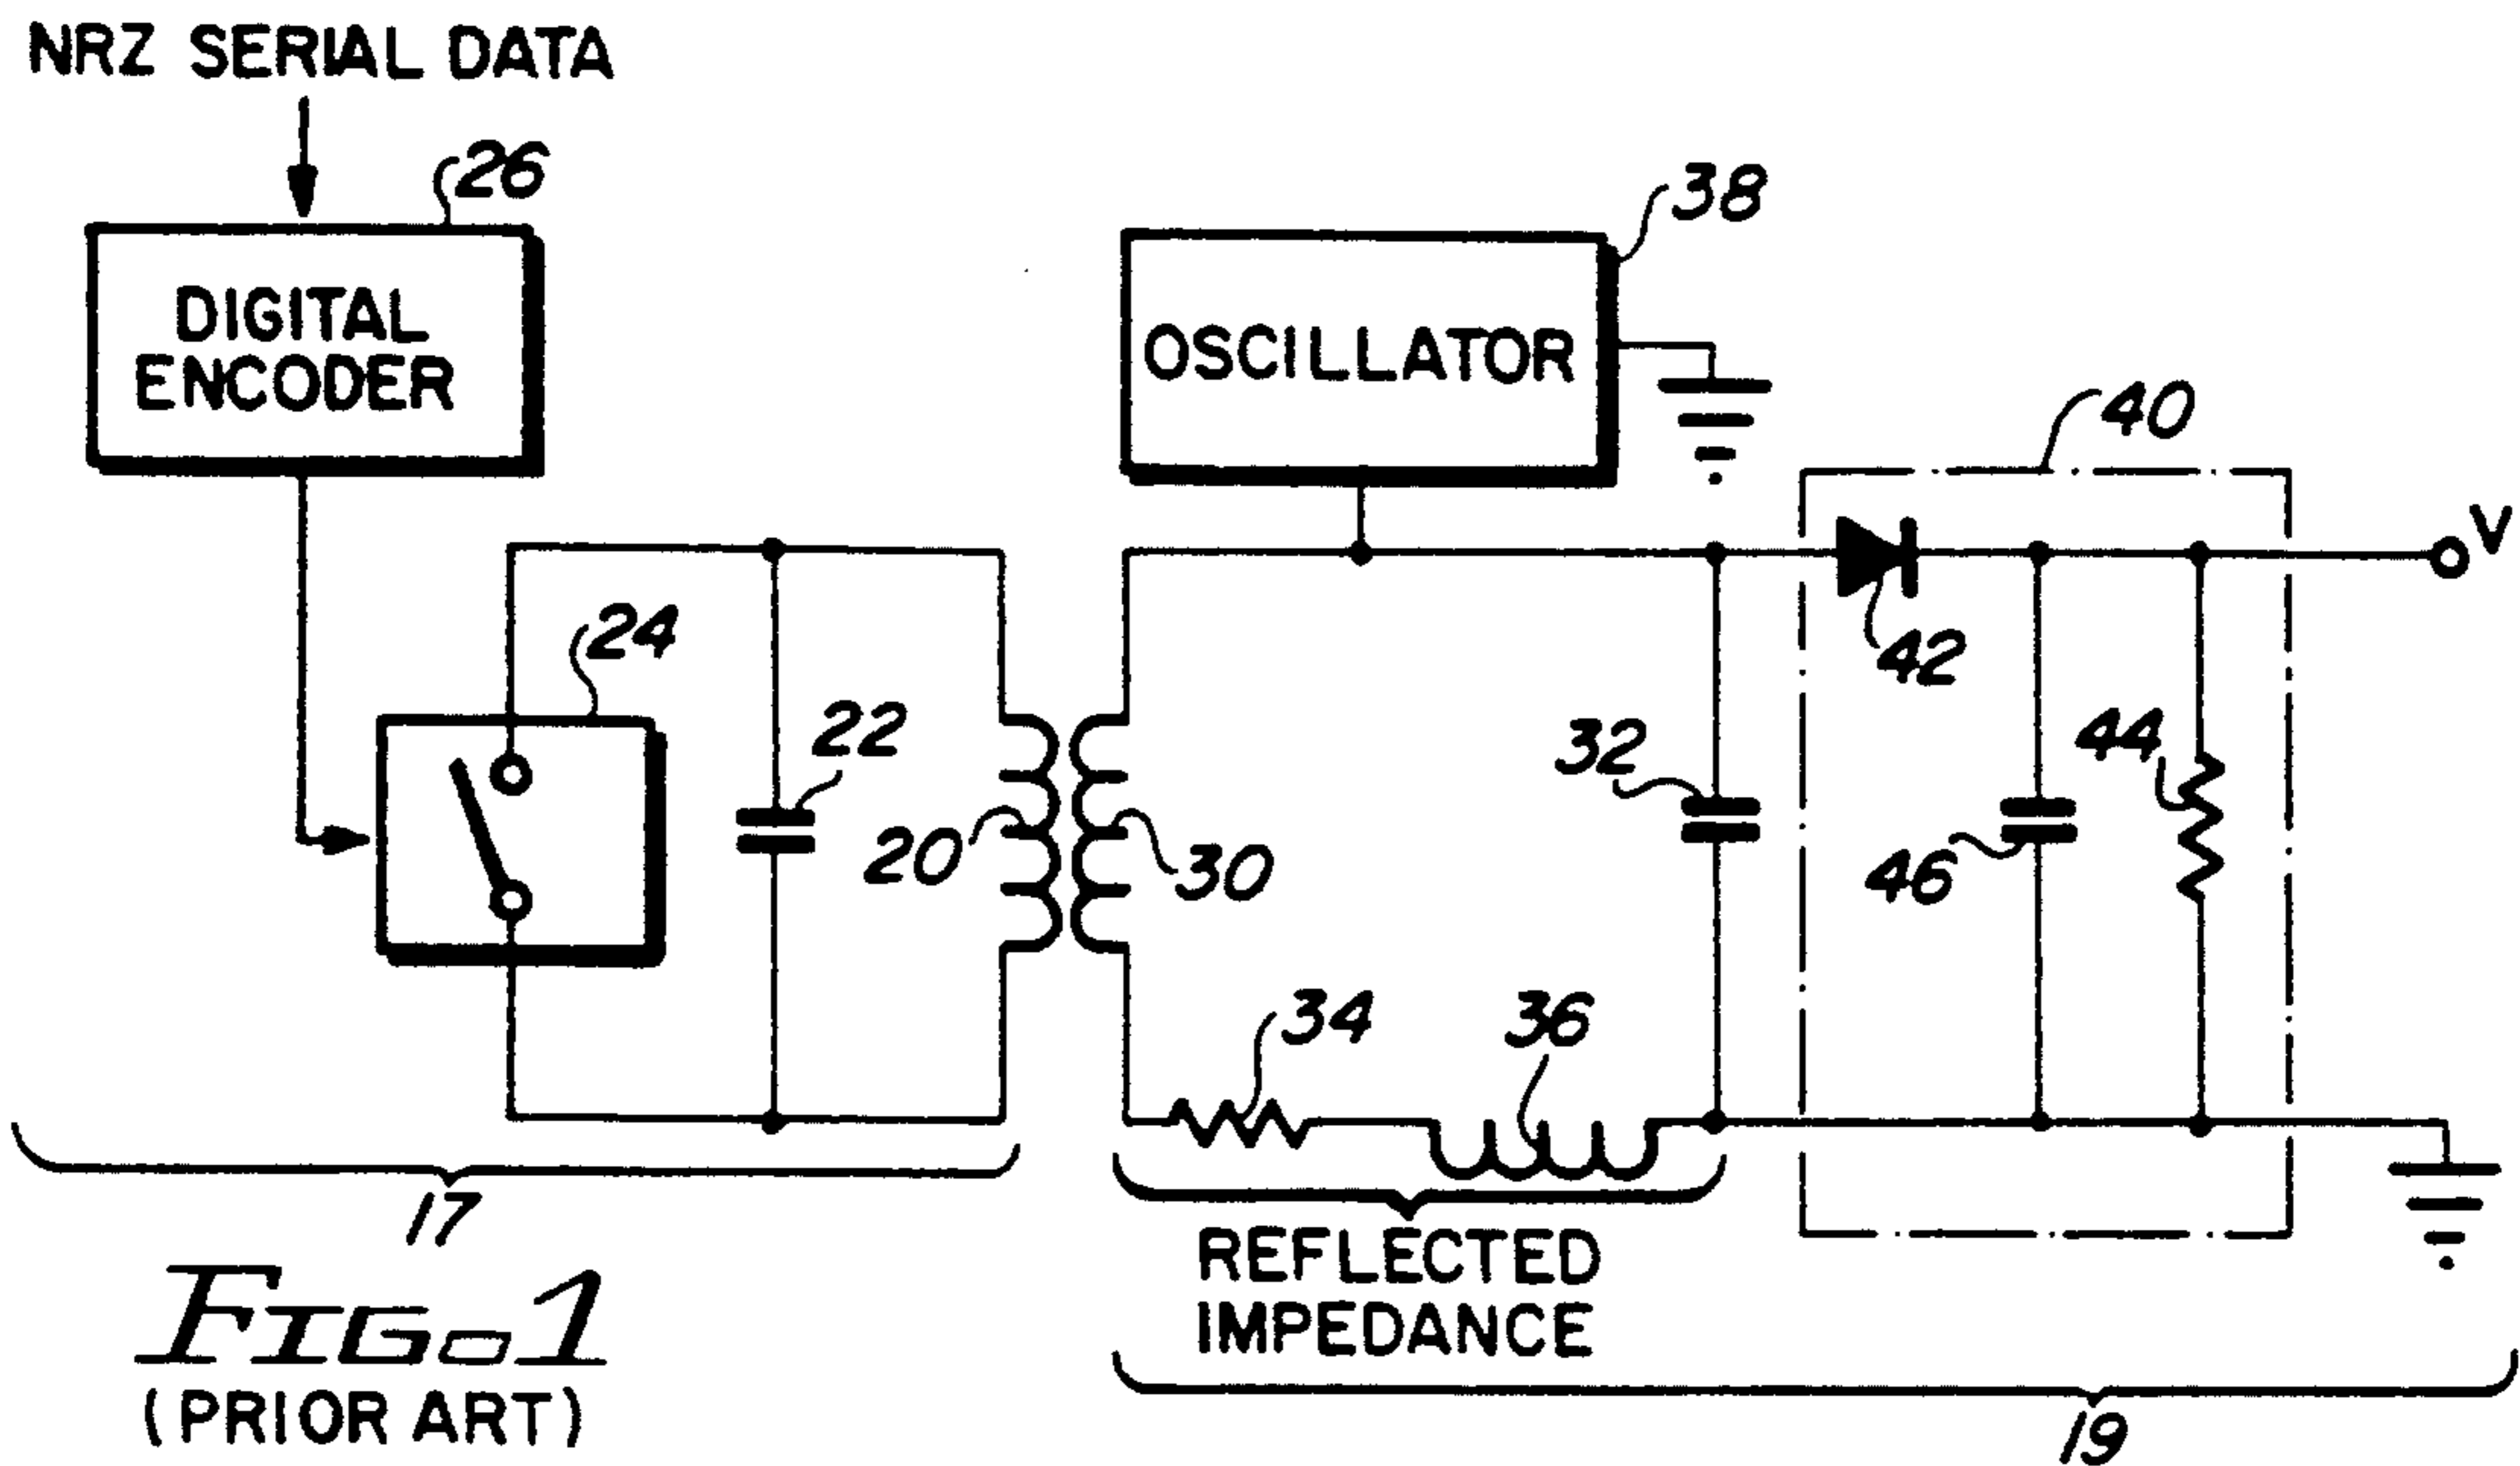 NRZ SERIAL DATA
26
DIGITAL
ENCODER
38
OSCILLATOR
40
V
24
42
22
32
44
20
30
46
34
36
17
REFLECTED
IMPEDANCE
FIG. 1
(PRIOR ART)
19